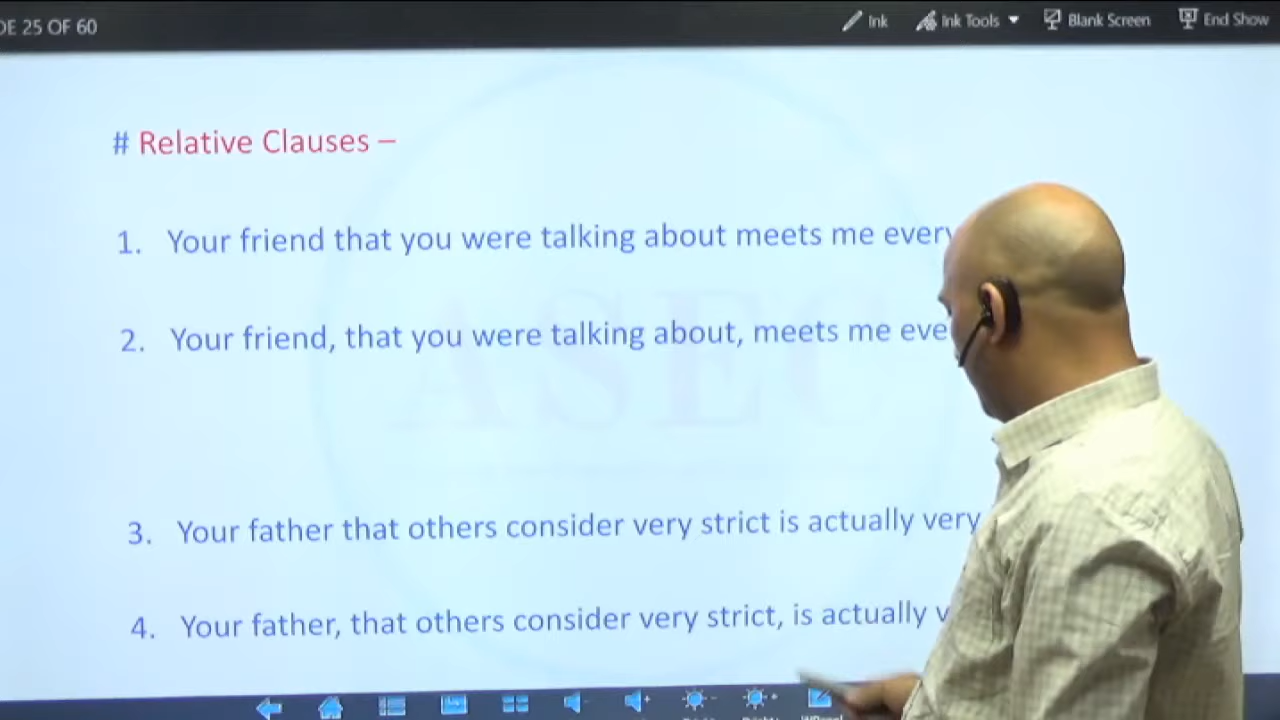 DE 25 OF 60
Ink
Ink Tools
Blank Screen
End Show
# Relative Clauses –
1. Your friend that you were talking about meets me every
2. Your friend, that you were talking about, meets me eve
ASEC
3. Your father that others consider very strict is actually very
4. Your father, that others consider very strict, is actually v